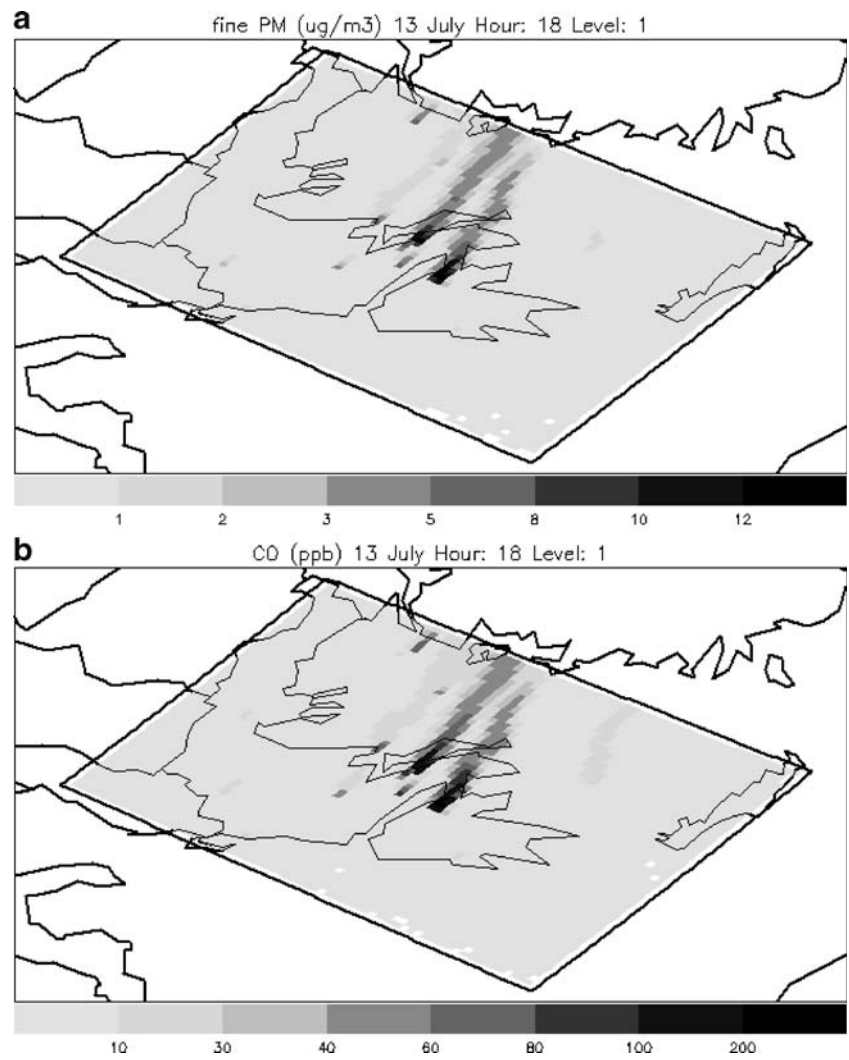 a
fine PM (ug/m3) 13 July Hour: 18 Level: 1
1 2 3 5 8 10 12
b
CO (ppb) 13 July Hour: 18 Level: 1
10 20 40 60 80 100 200